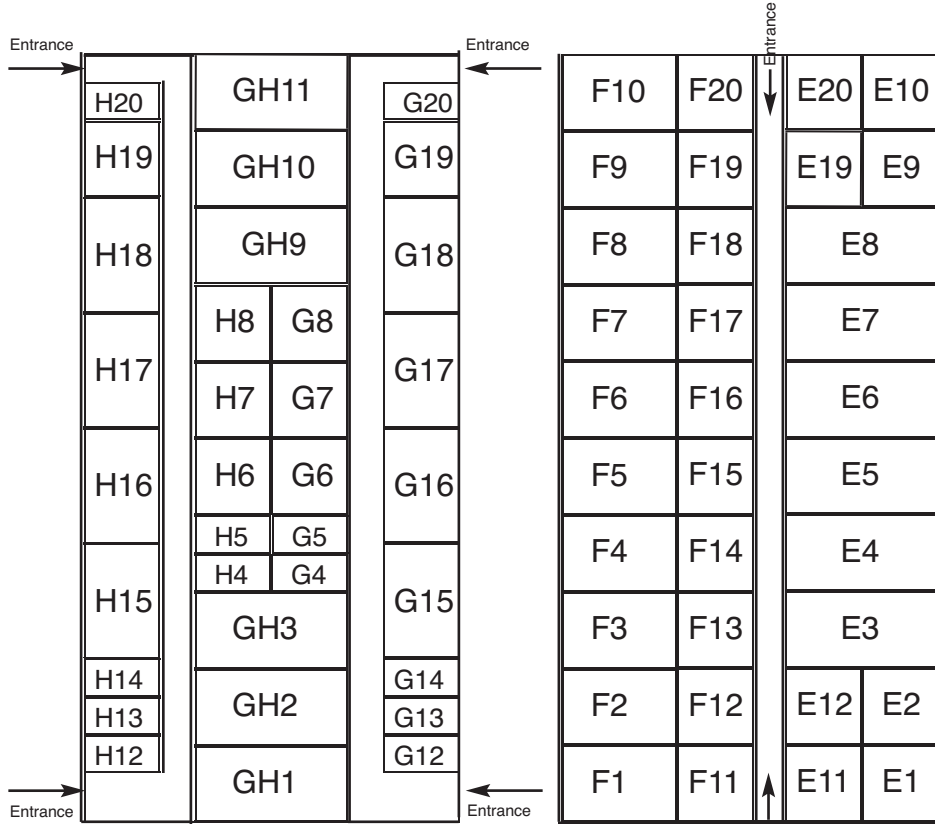 Entrance
Entrance
Entrance
H20
GH11
G20
F10
F20
E20
E10
H19
GH10
G19
F9
F19
E19
E9
H18
GH9
G18
F8
F18
E8
H8
G8
F7
F17
E7
H17
G17
H7
G7
F6
F16
E6
H16
H6
G6
G16
F5
F15
E5
H5
G5
H4
G4
F4
F14
E4
H15
GH3
G15
F3
F13
E3
H14
G14
H13
GH2
G13
F2
F12
E12
E2
H12
G12
GH1
F1
F11
E11
E1
Entrance
Entrance